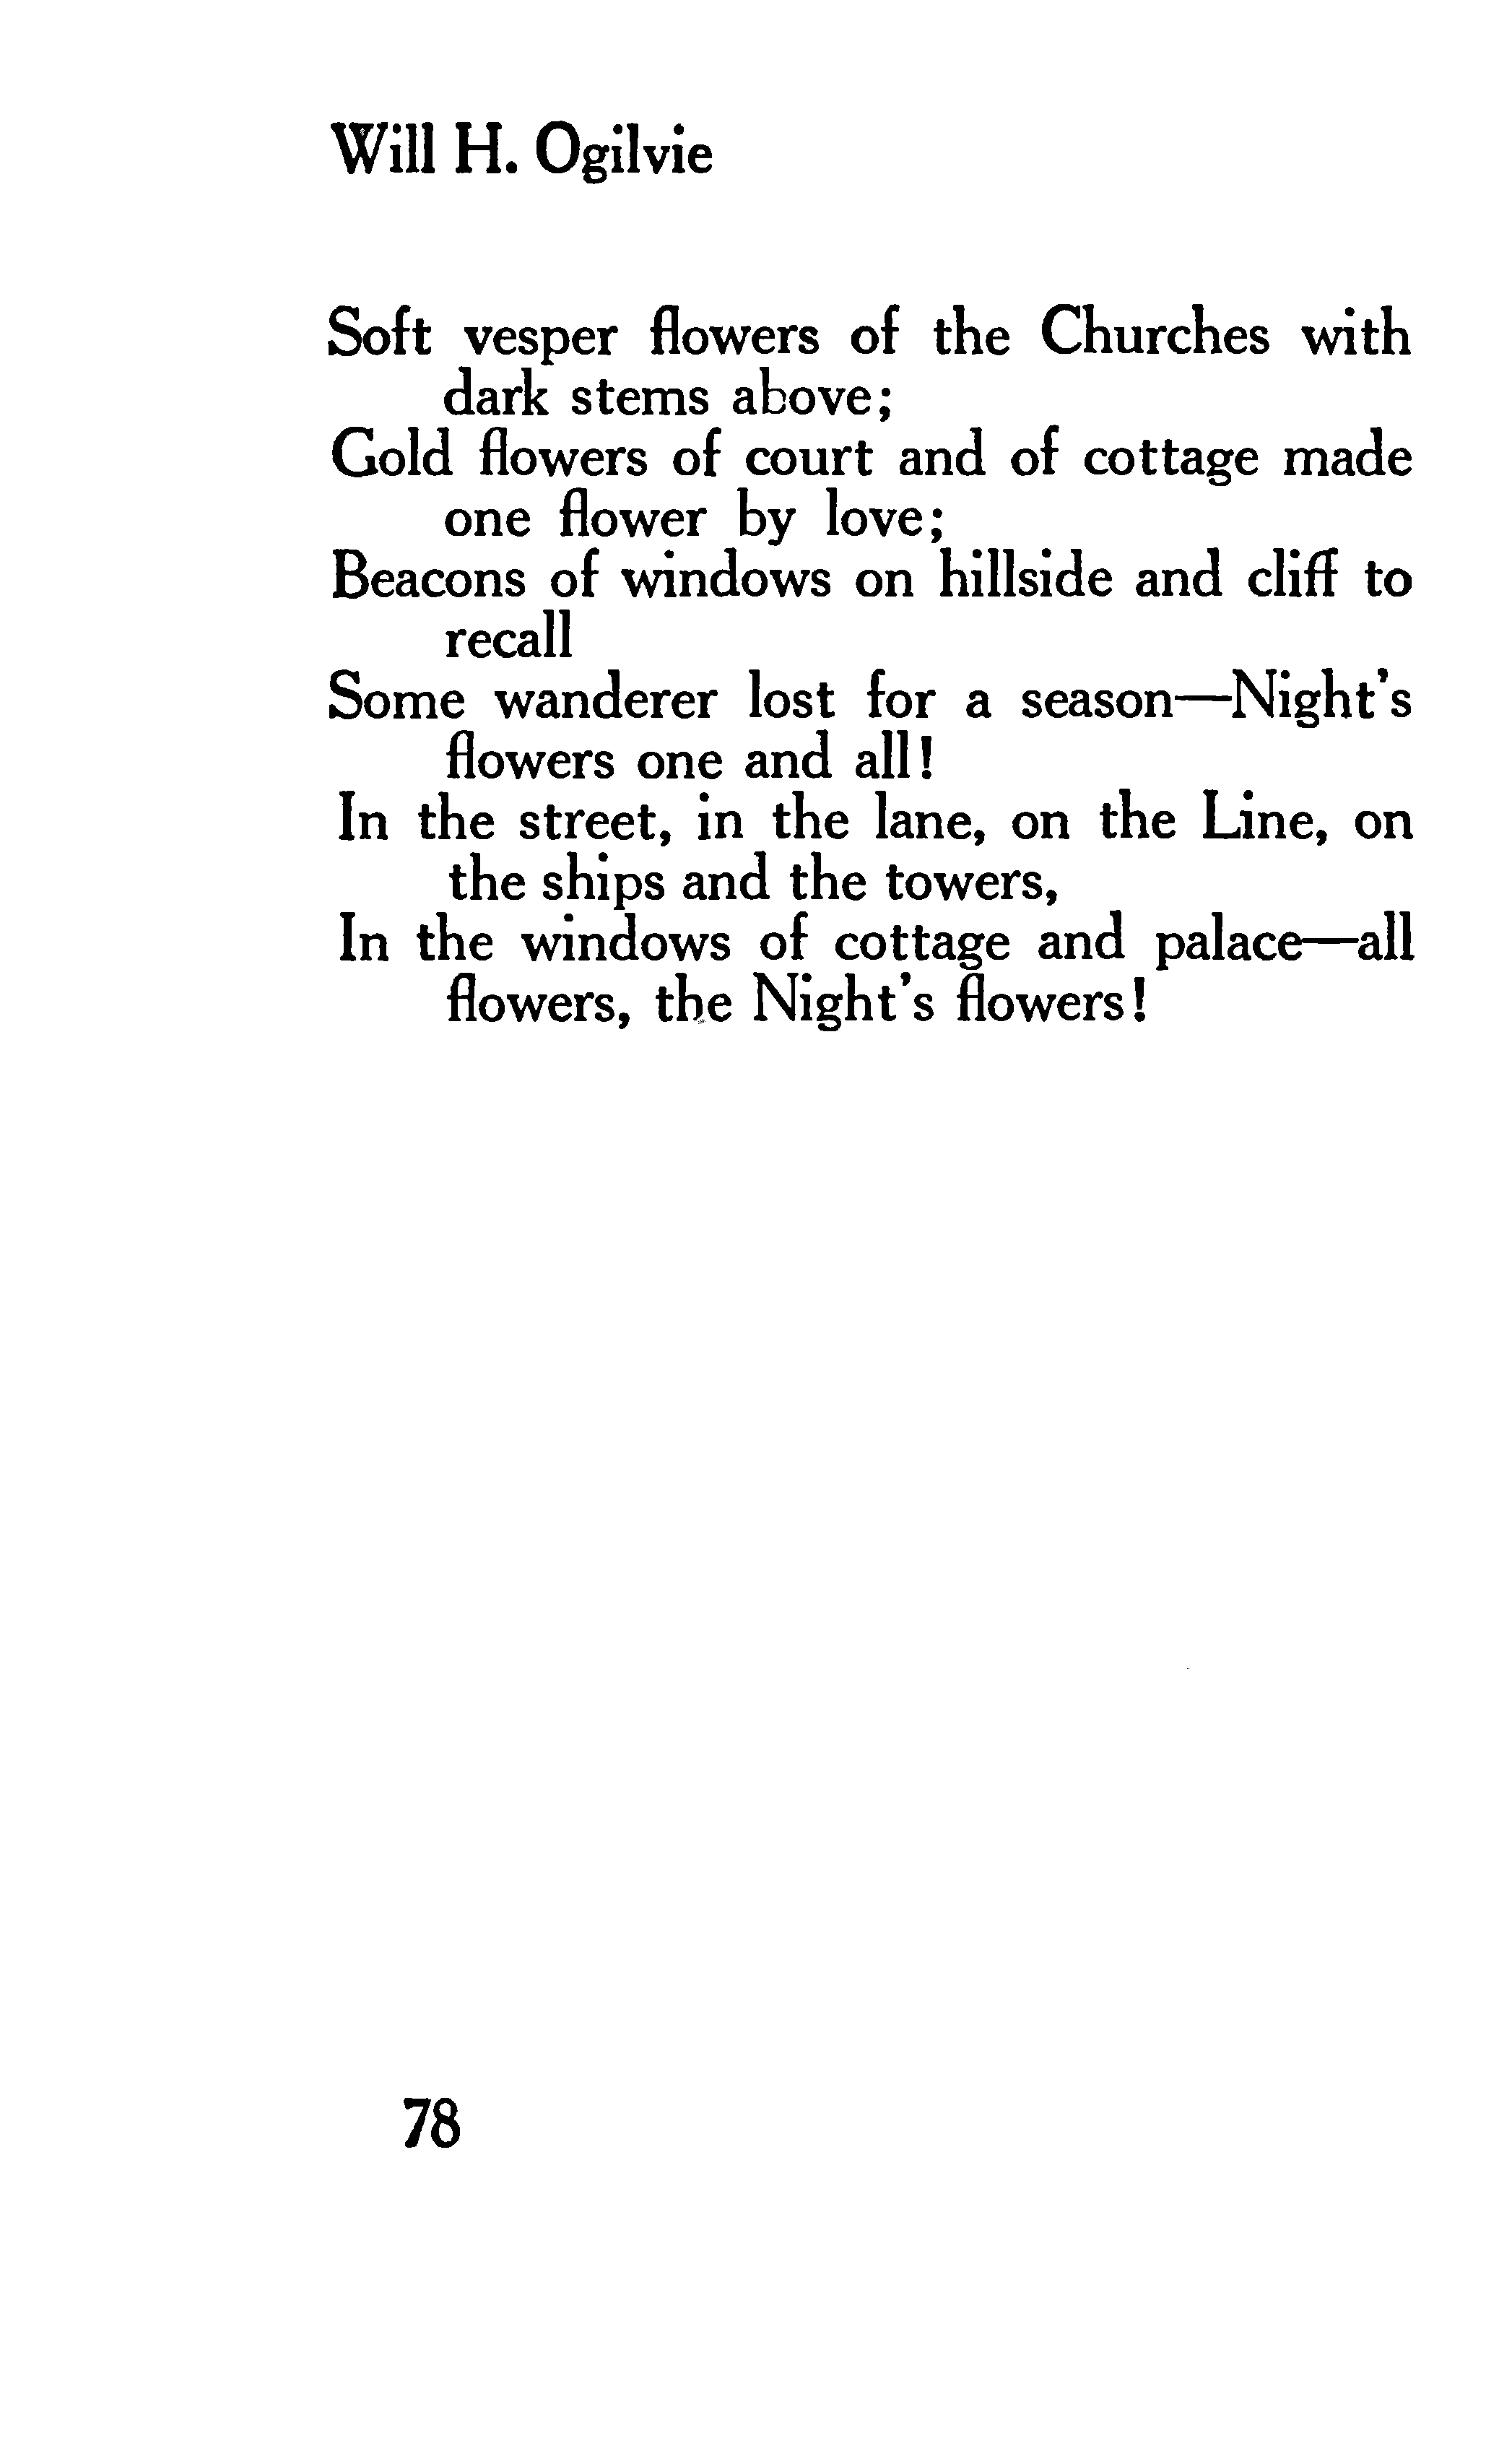 Will H. Ogilvie
Soft vesper flowers of the Churches with
dark stems above;
Gold flowers of court and of cottage made
one flower by love;
Beacons of windows on hillside and cliff to
recall
Some wanderer lost for a season—Night's
flowers one and all!
In the street, in the lane, on the Line, on
the ships and the towers,
In the windows of cottage and palace—all
flowers, the Night's flowers!
78